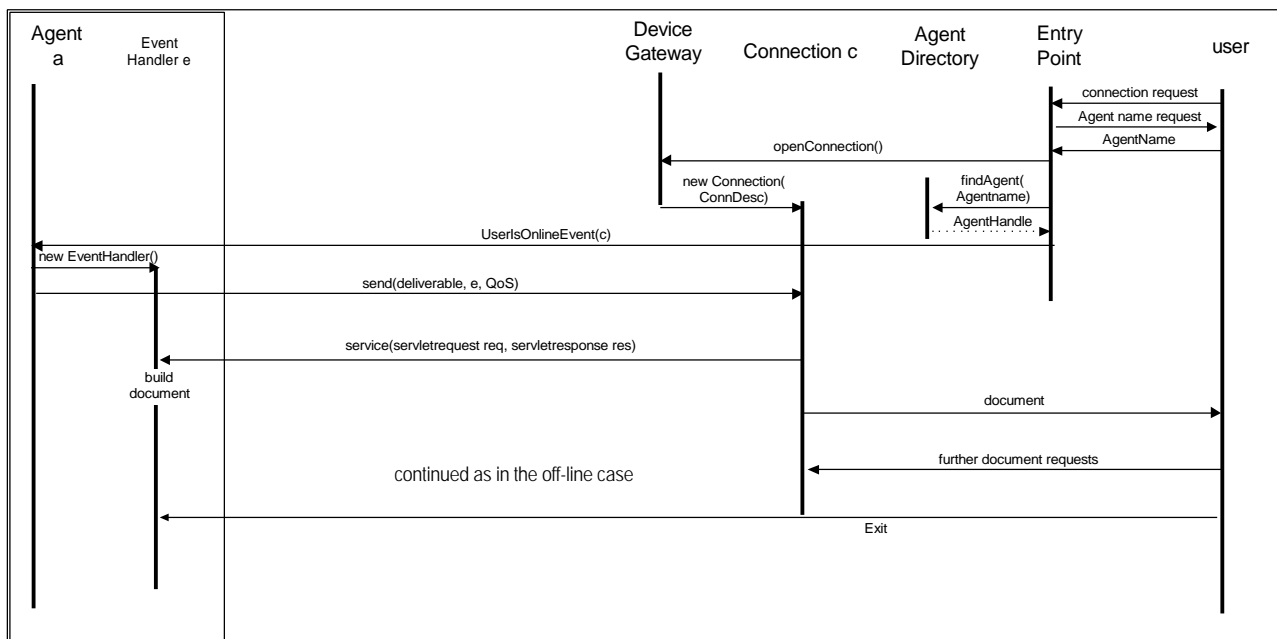 Agent
a
Event
Handler e
Device
Gateway
Connection c
Agent
Directory
Entry
Point
user
connection request
Agent name request
AgentName
openConnection()
new Connection(
ConnDesc)
findAgent(
Agentname)
AgentHandle
UserIsOnlineEvent(c)
new EventHandler()
send(deliverable, e, QoS)
service(servletrequest req, servletresponse res)
build
document
document
further document requests
continued as in the off-line case
Exit